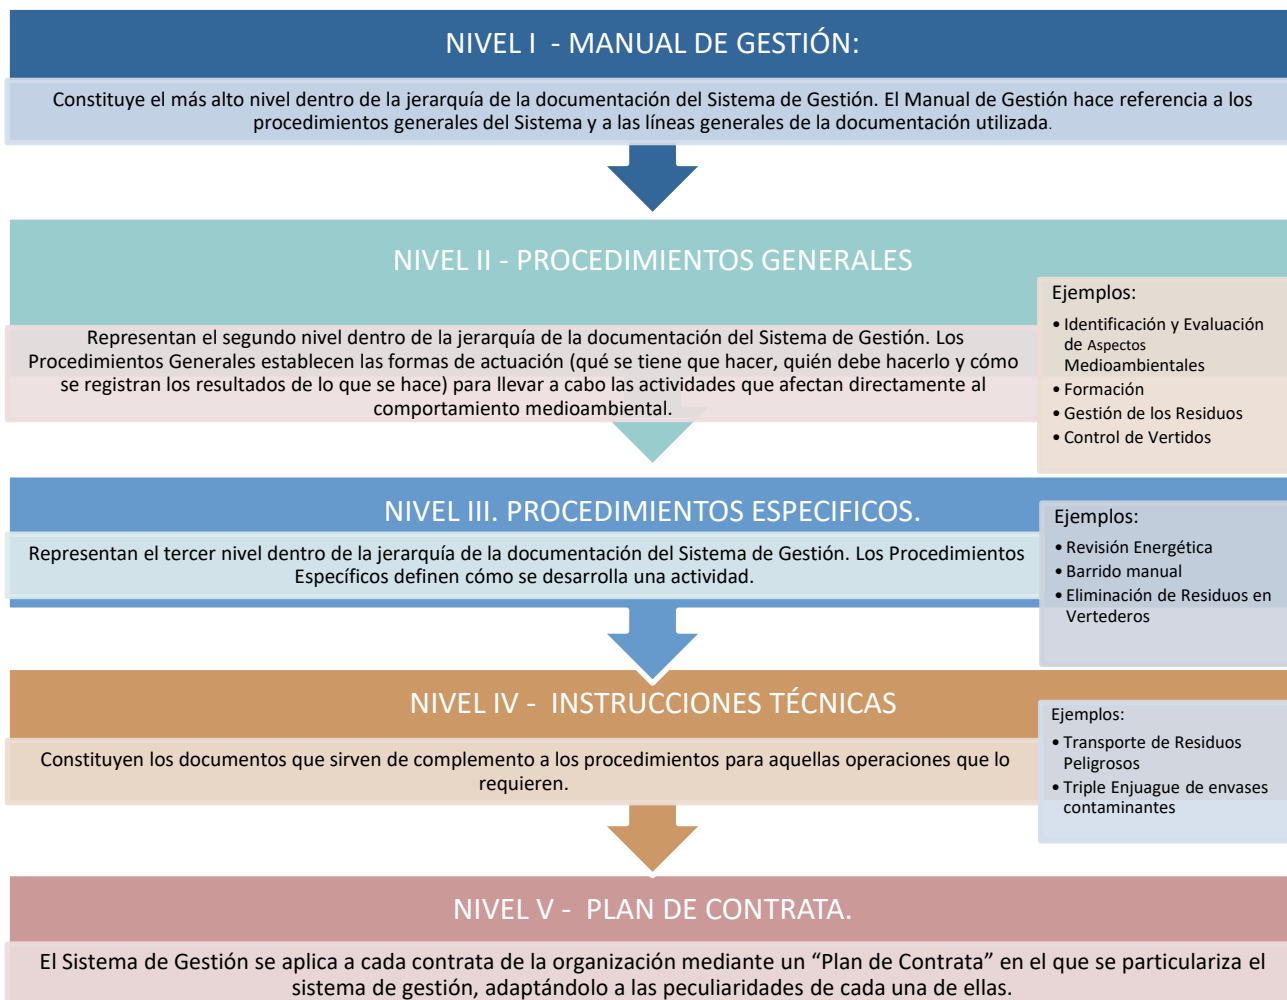 NIVEL I - MANUAL DE GESTIÓN:
Constituye el más alto nivel dentro de la jerarquía de la documentación del Sistema de Gestión. El Manual de Gestión hace referencia a los
procedimientos generales del Sistema y a las líneas generales de la documentación utilizada.
NIVEL II - PROCEDIMIENTOS GENERALES
Representan el segundo nivel dentro de la jerarquía de la documentación del Sistema de Gestión. Los
Procedimientos Generales establecen las formas de actuación (qué se tiene que hacer, quién debe hacerlo y cómo
se registran los resultados de lo que se hace) para llevar a cabo las actividades que afectan directamente al
comportamiento medioambiental.
Ejemplos:
• Identificación y Evaluación
de Aspectos
Medioambientales
• Formación
• Gestión de los Residuos
• Control de Vertidos
NIVEL III. PROCEDIMIENTOS ESPECIFICOS.
Representan el tercer nivel dentro de la jerarquía de la documentación del Sistema de Gestión. Los Procedimientos
Específicos definen cómo se desarrolla una actividad.
Ejemplos:
• Revisión Energética
• Barrido manual
• Eliminación de Residuos en
Vertederos
NIVEL IV - INSTRUCCIONES TÉCNICAS
Constituyen los documentos que sirven de complemento a los procedimientos para aquellas operaciones que lo
requieren.
Ejemplos:
• Transporte de Residuos
Peligrosos
• Triple Enjuague de envases
contaminantes
NIVEL V - PLAN DE CONTRATA.
El Sistema de Gestión se aplica a cada contrata de la organización mediante un “Plan de Contrata” en el que se particulariza el
sistema de gestión, adaptándolo a las peculiaridades de cada una de ellas.